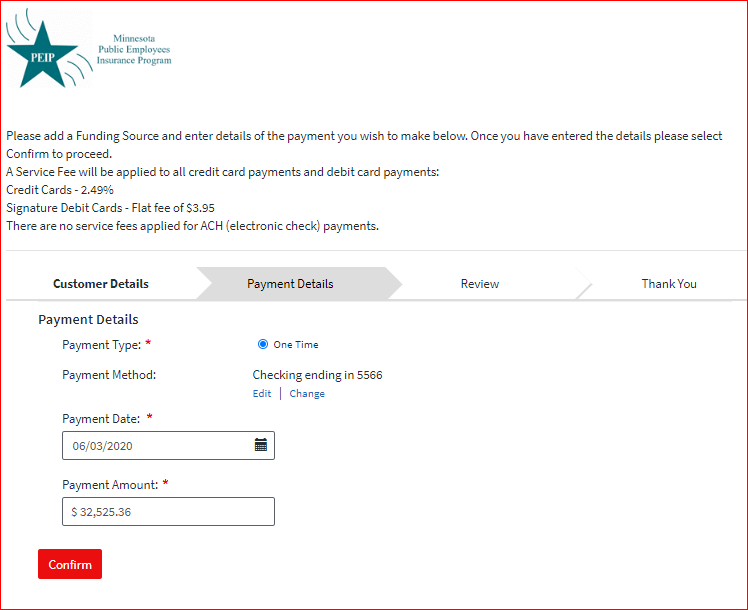 PEIP
Minnesota
Public Employees
Insurance Program
Please add a Funding Source and enter details of the payment you wish to make below. Once you have entered the details please select
Confirm to proceed.
A Service Fee will be applied to all credit card payments and debit card payments:
Credit Cards - 2.49%
Signature Debit Cards - Flat fee of $3.95
There are no service fees applied for ACH (electronic check) payments.
Customer Details Payment Details Review Thank You
Payment Details
Payment Type: * One Time
Payment Method: Checking ending in 5566
Edit | Change
Payment Date: *
06/03/2020
Payment Amount: *
$ 32,525.36
Confirm